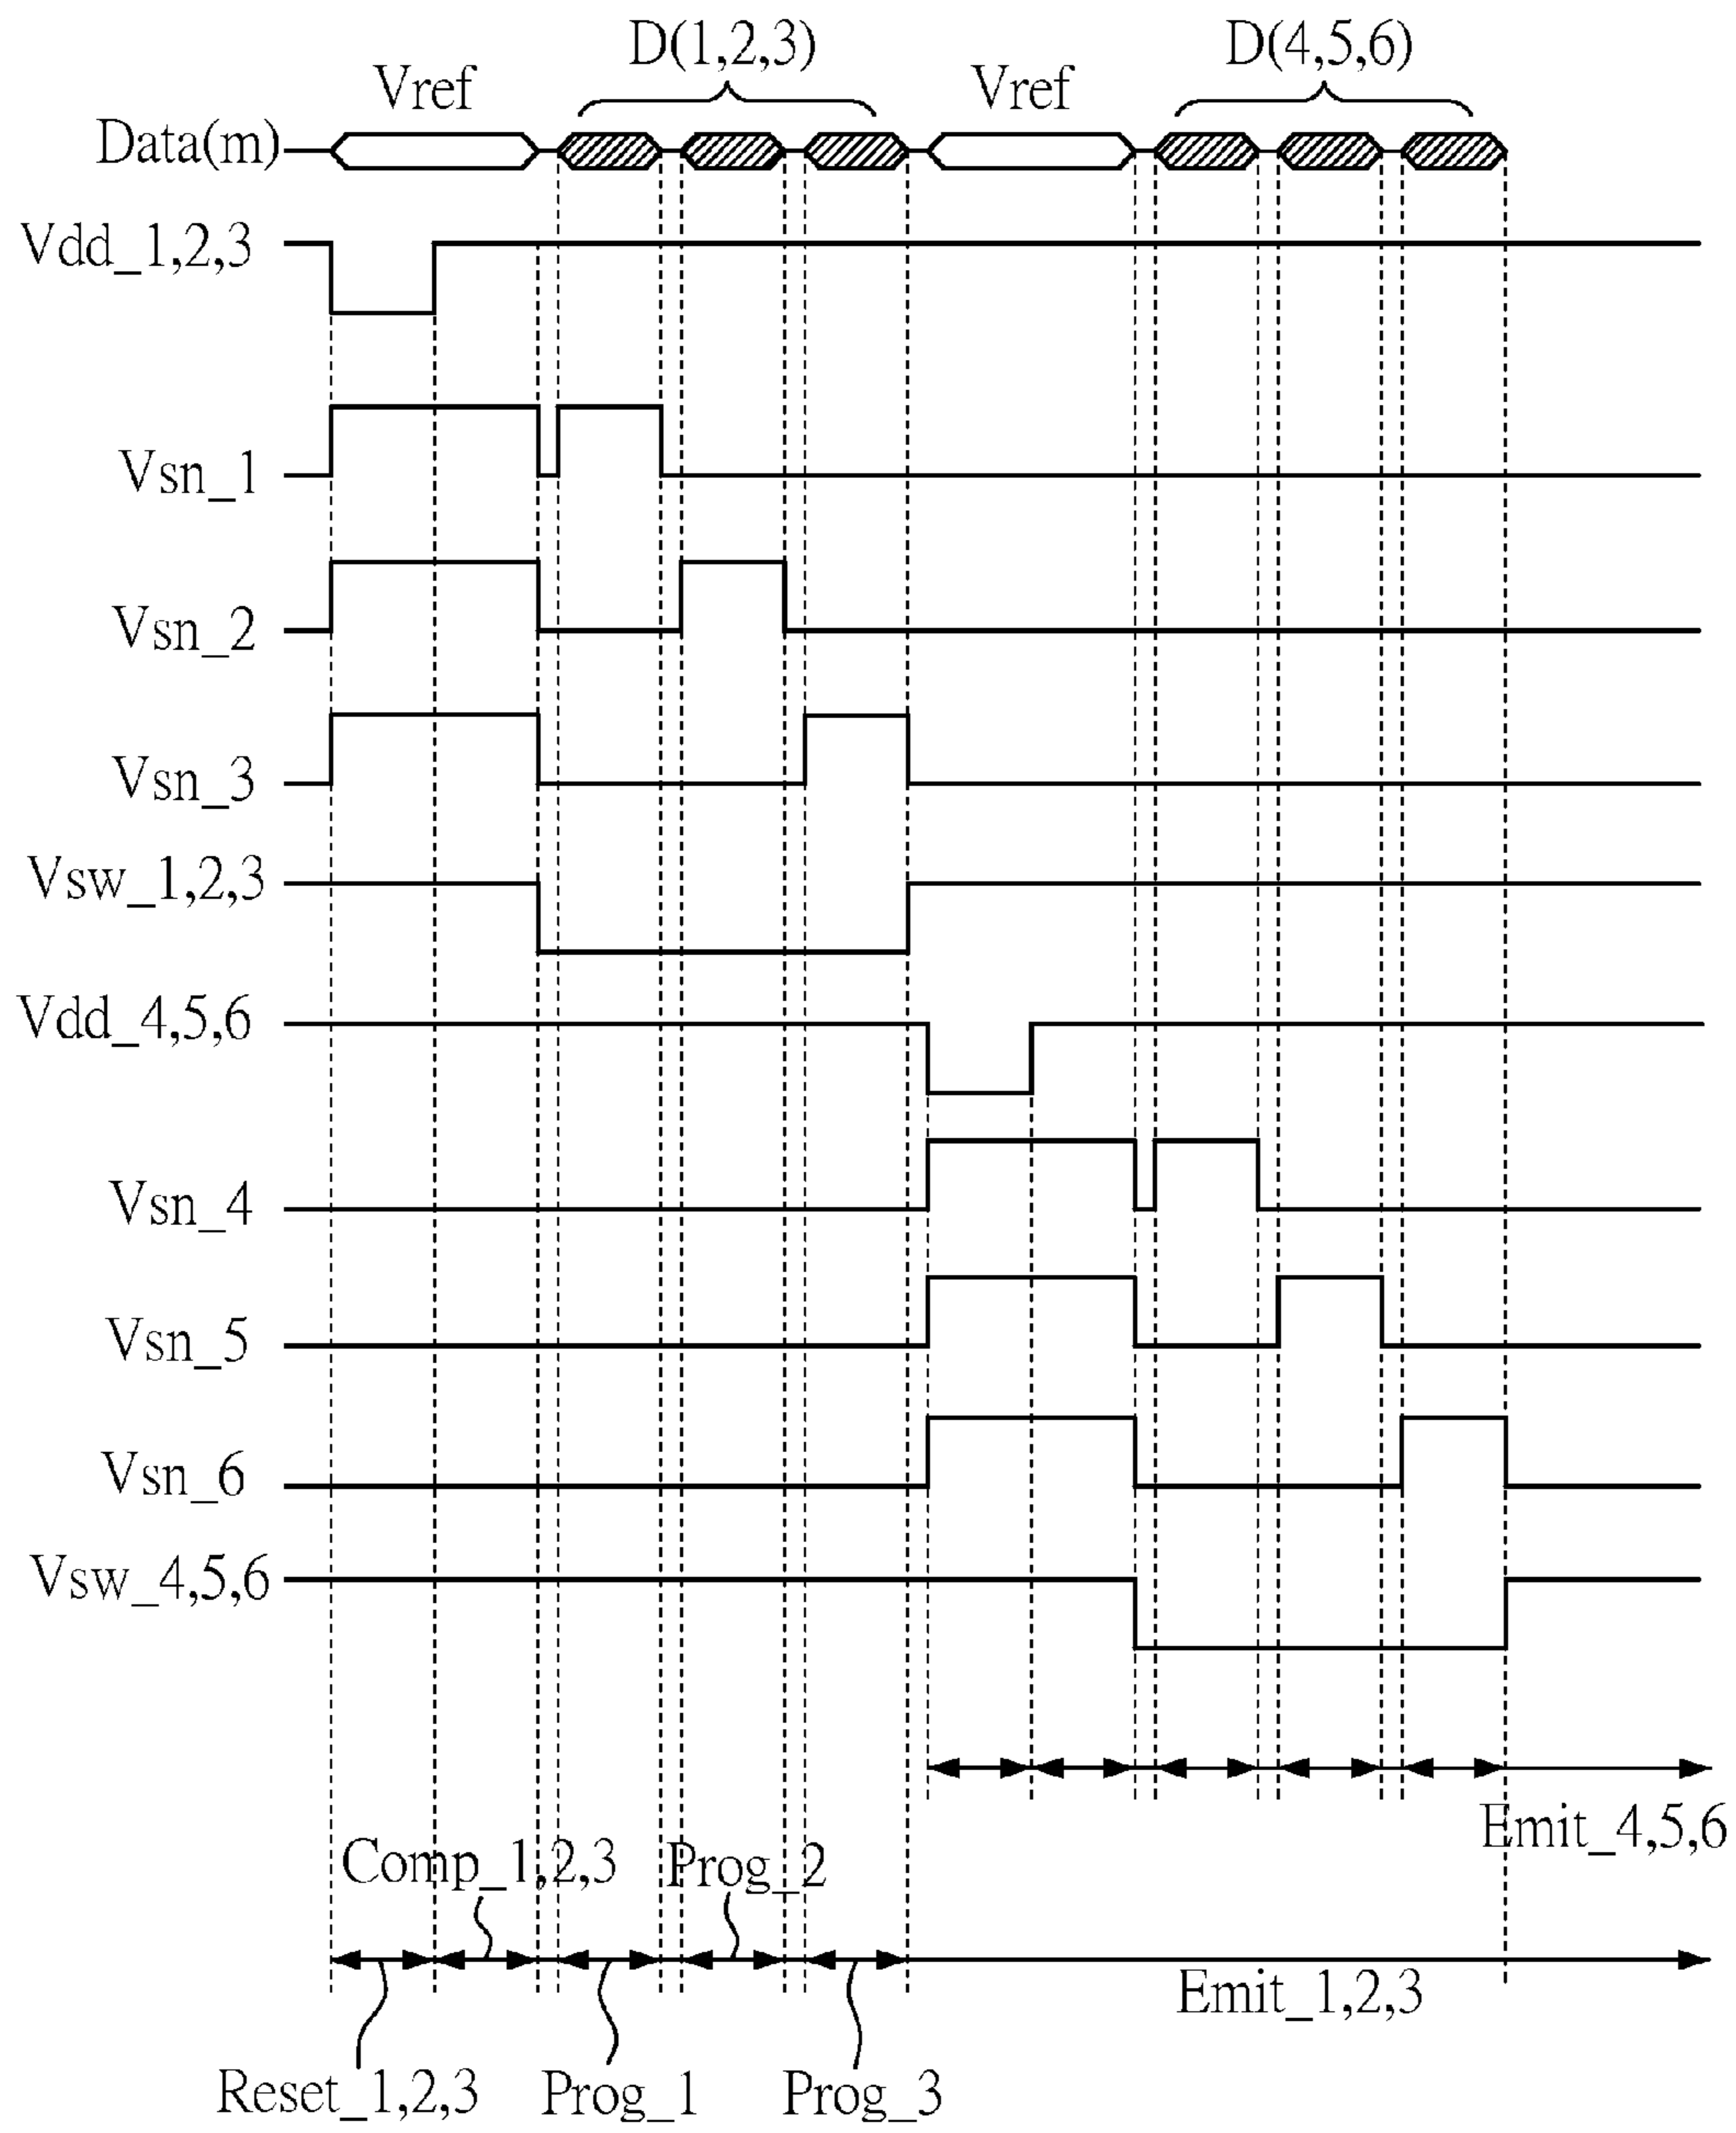 D(1,2,3)
D(4,5,6)
Vref
Vref
Data(m)
Vdd_1,2,3
Vsn_1
Vsn_2
Vsn_3
Vsw_1,2,3
Vdd_4,5,6
Vsn_4
Vsn_5
Vsn_6
Vsw_4,5,6
Emit_4,5,6
Comp_1,2,3
Prog_2
Emit_1,2,3
Reset_1,2,3
Prog_1
Prog_3